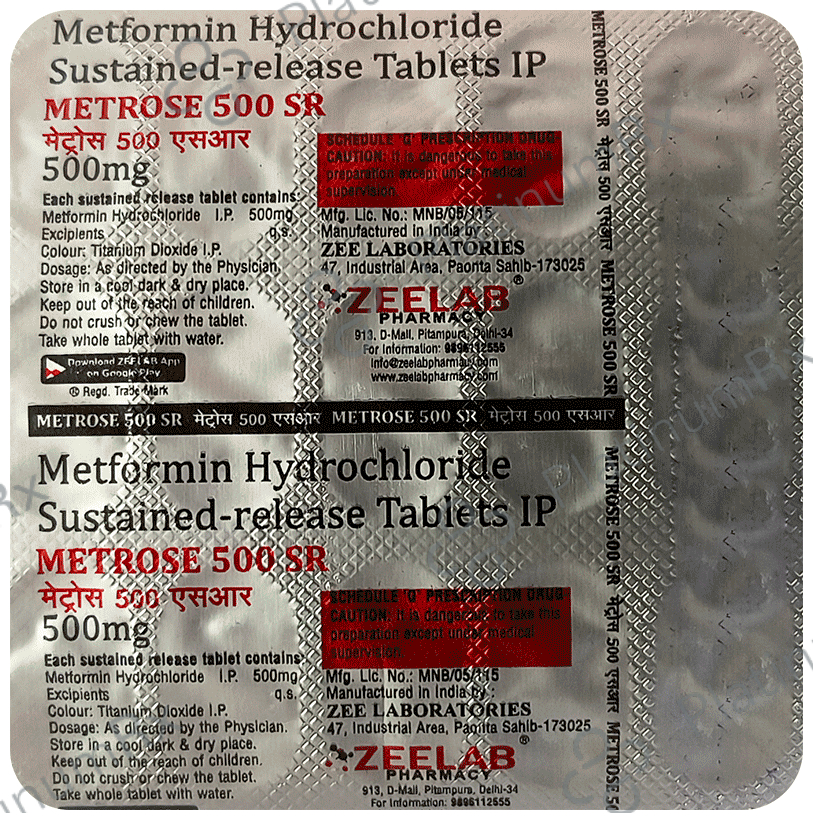 Metformin Hydrochloride
Sustained-release Tablets IP
METROSE 500 SR
मेट्रोस 500 एसआर
500mg
Each sustained release tablet contains:
Metformin Hydrochloride I.P. 500mg
Excipients q.s.
Colour: Titanium Dioxide I.P.
Dosage: As directed by the Physician.
Store in a cool dark & dry place.
Keep out of the reach of children.
Do not crush or chew the tablet.
Take whole tablet with water.
Download ZEELAB App
on Google Play
® Regd. Trade Mark
SCHEDULE 'G' PRESCRIPTION DRUG
CAUTION: It is dangerous to take this
preparation except under medical
supervision.
Mfg. Lic. No.: MNB/05/115
Manufactured in India by :
ZEE LABORATORIES
47, Industrial Area, Paonta Sahib-173025
ZEELAB®
PHARMACY
913, D-Mall, Pitampura, Delhi-34
For Information: 9896112555
info@zeelabpharmacy.com
www.zeelabpharmacy.com
METROSE 500 SR मेट्रोस 500 एसआर METROSE 500 SR मेट्रोस 500 एसआर
Metformin Hydrochloride
Sustained-release Tablets IP
METROSE 500 SR
मेट्रोस 500 एसआर
500mg
Each sustained release tablet contains:
Metformin Hydrochloride I.P. 500mg
Excipients q.s.
Colour: Titanium Dioxide I.P.
Dosage: As directed by the Physician.
Store in a cool dark & dry place.
Keep out of the reach of children.
Do not crush or chew the tablet.
Take whole tablet with water.
SCHEDULE 'G' PRESCRIPTION DRUG
CAUTION: It is dangerous to take this
preparation except under medical
supervision.
Mfg. Lic. No.: MNB/05/115
Manufactured in India by :
ZEE LABORATORIES
47, Industrial Area, Paonta Sahib-173025
ZEELAB®
PHARMACY
913, D-Mall, Pitampura, Delhi-34
For Information: 9896112555
METROSE 500 SR मेट्रोस 500 एसआर METROSE 500 SR
METROSE 500 SR मेट्रोस 500 एसआर METROSE 50
PlatinumRx